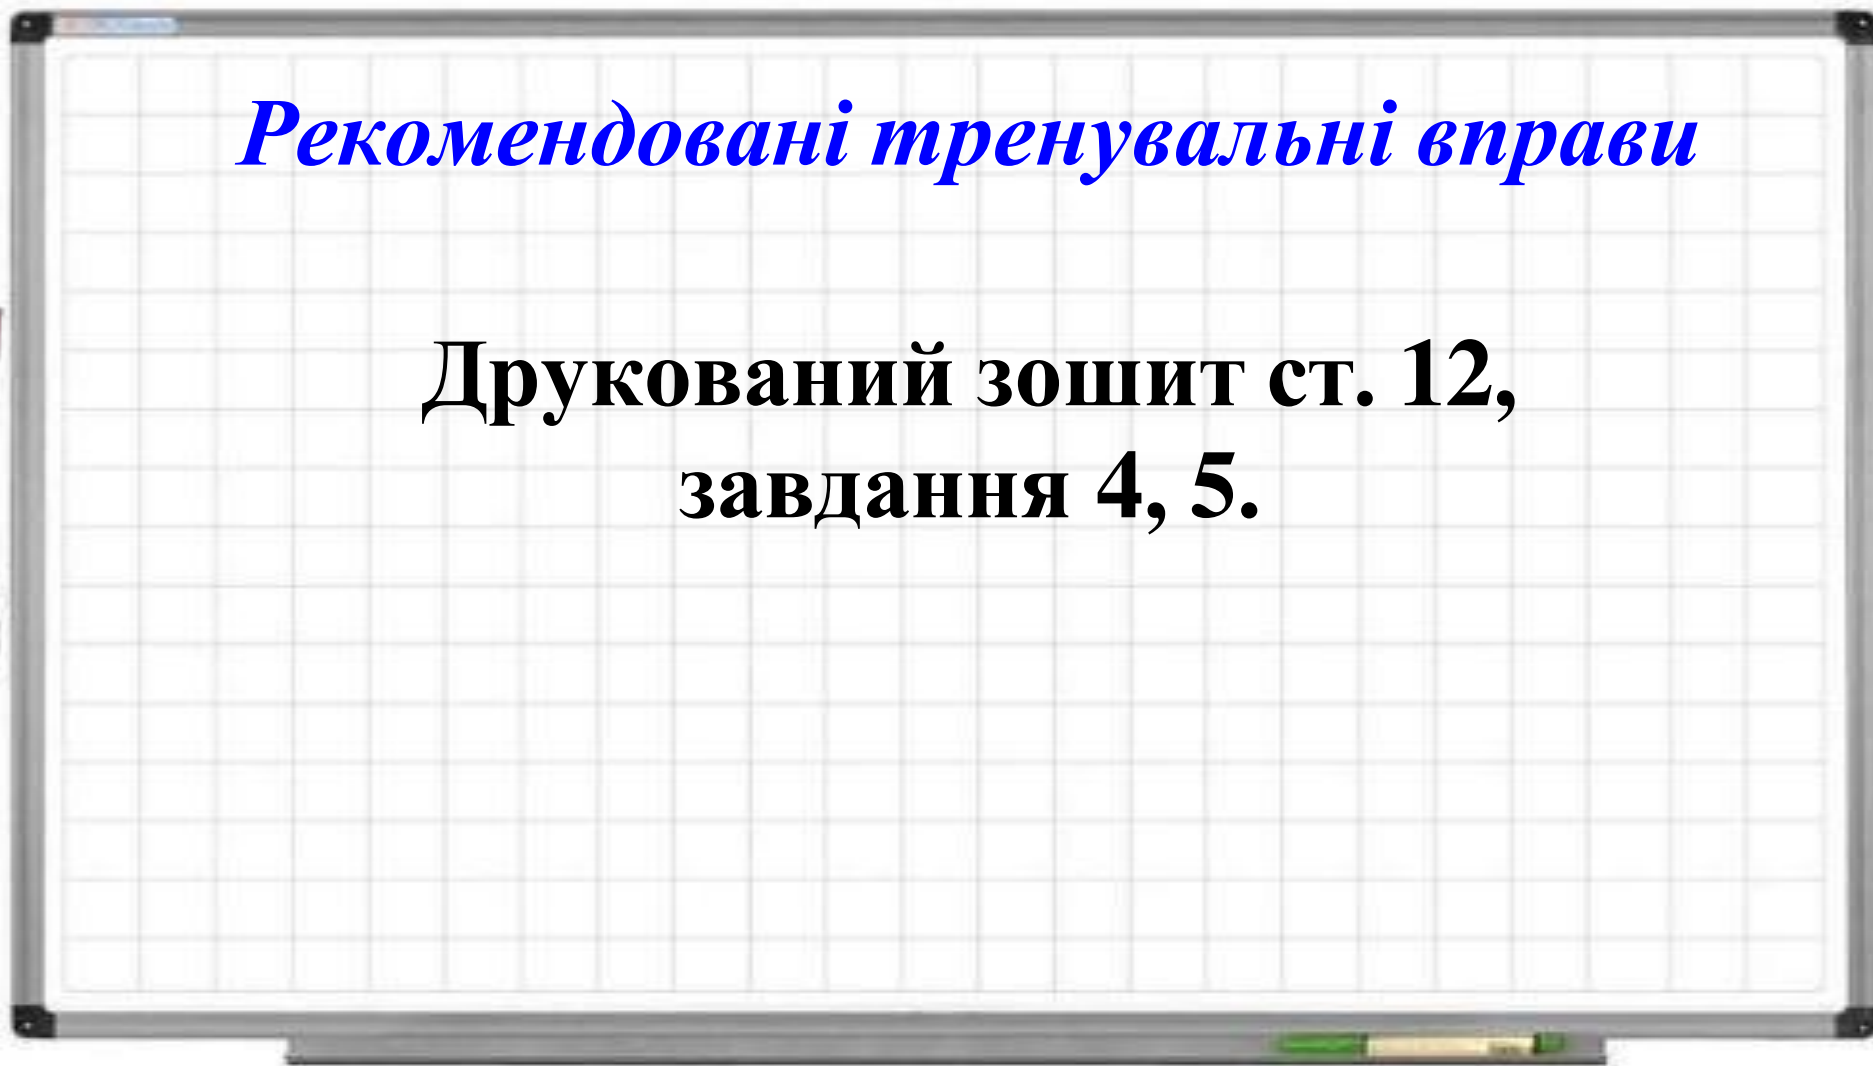 Рекомендовані тренувальні вправи
Друкований зошит ст. 12,
завдання 4, 5.